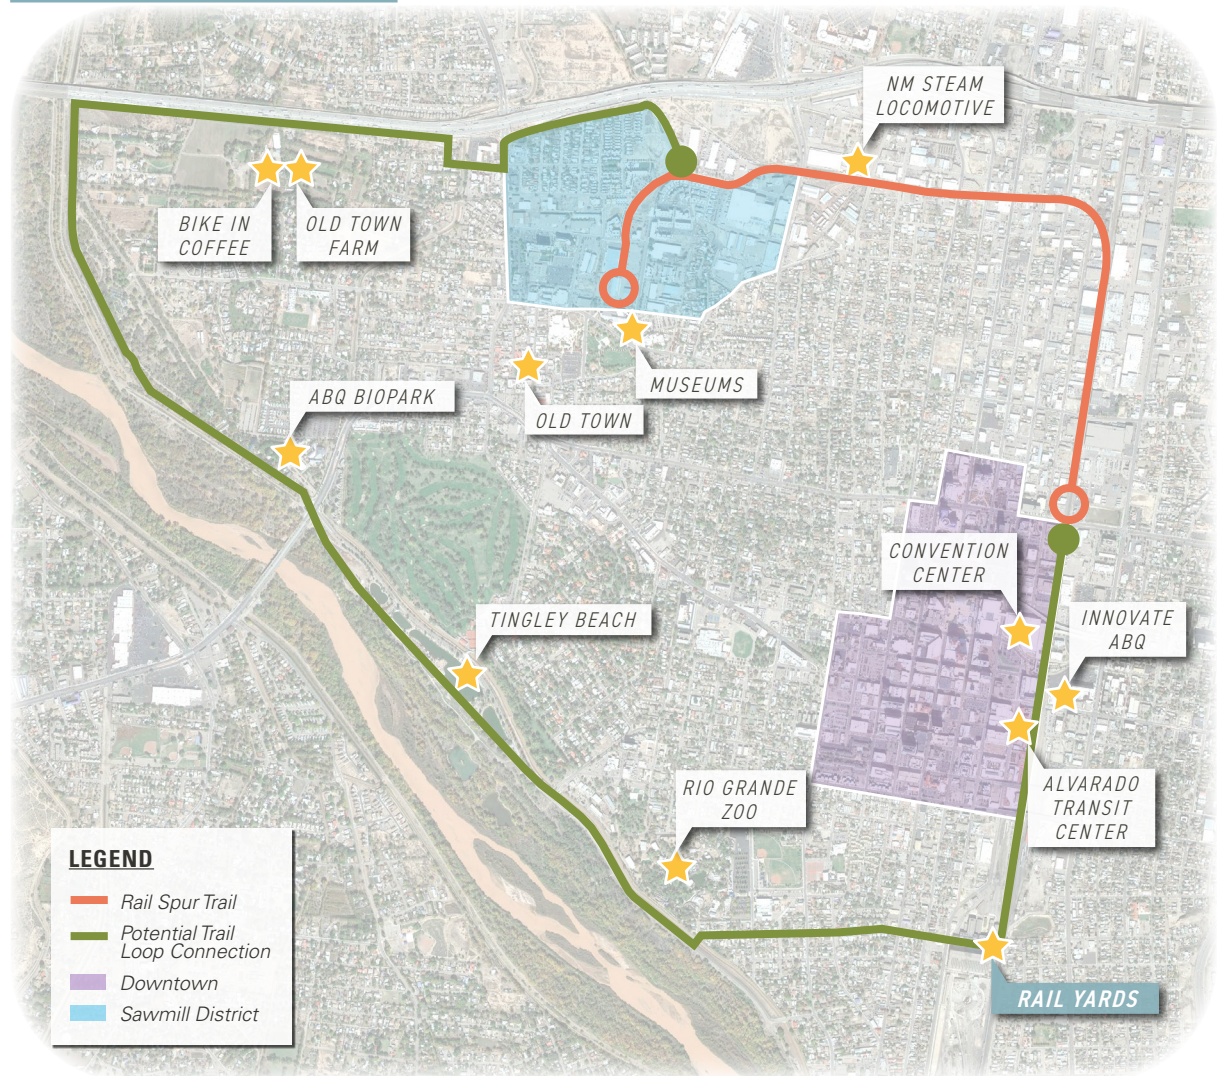 NM STEAM
LOCOMOTIVE
BIKE IN
COFFEE
OLD TOWN
FARM
MUSEUMS
ABQ BIOPARK
OLD TOWN
CONVENTION
CENTER
TINGLEY BEACH
INNOVATE
ABQ
RIO GRANDE
ZOO
ALVARADO
TRANSIT
CENTER
LEGEND
Rail Spur Trail
Potential Trail
Loop Connection
Downtown
Sawmill District
RAIL YARDS